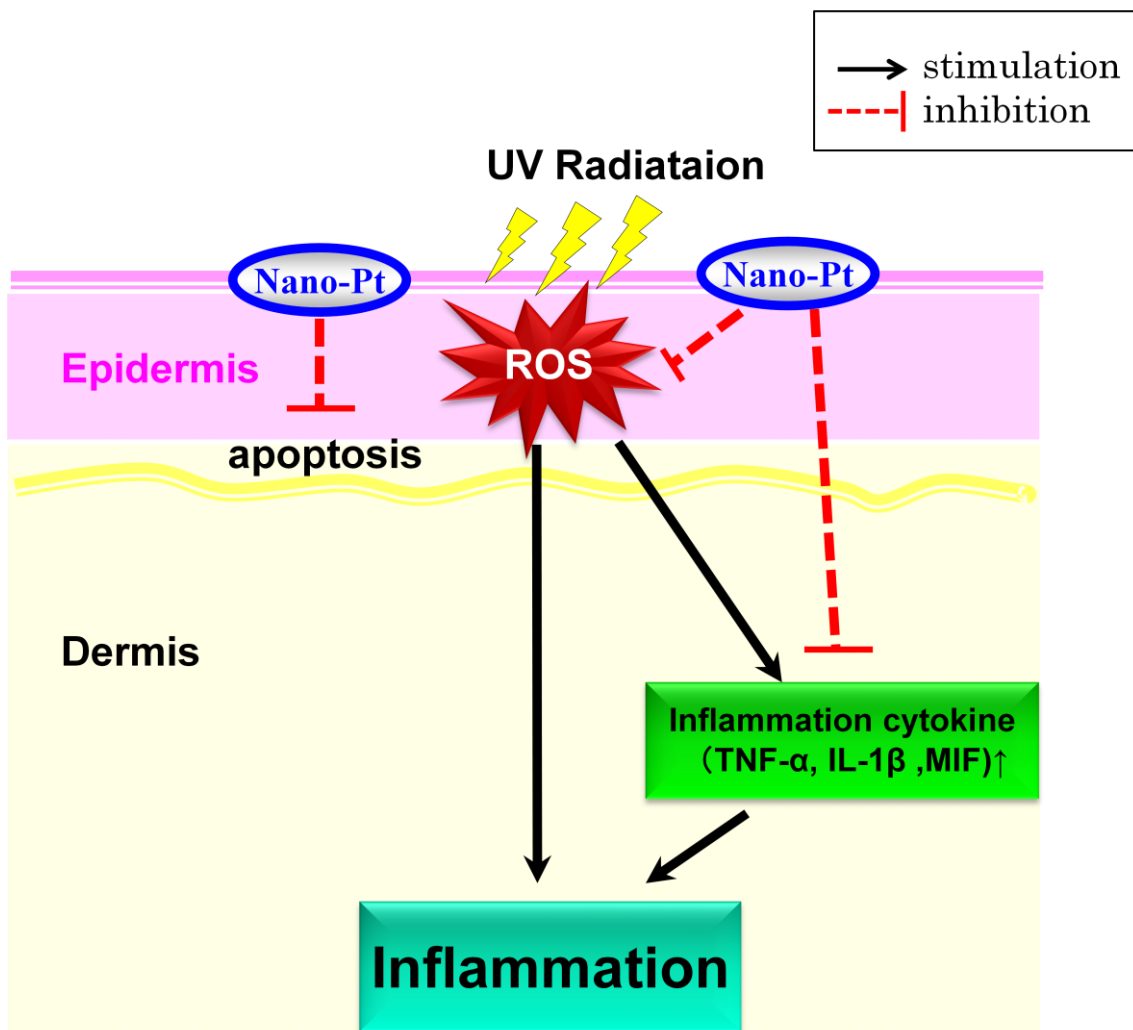 stimulation
inhibition
UV Radiataion
Nano-Pt
Nano-Pt
ROS
Epidermis
apoptosis
Dermis
Inflammation cytokine
(TNF-α, IL-1β ,MIF)↑
Inflammation